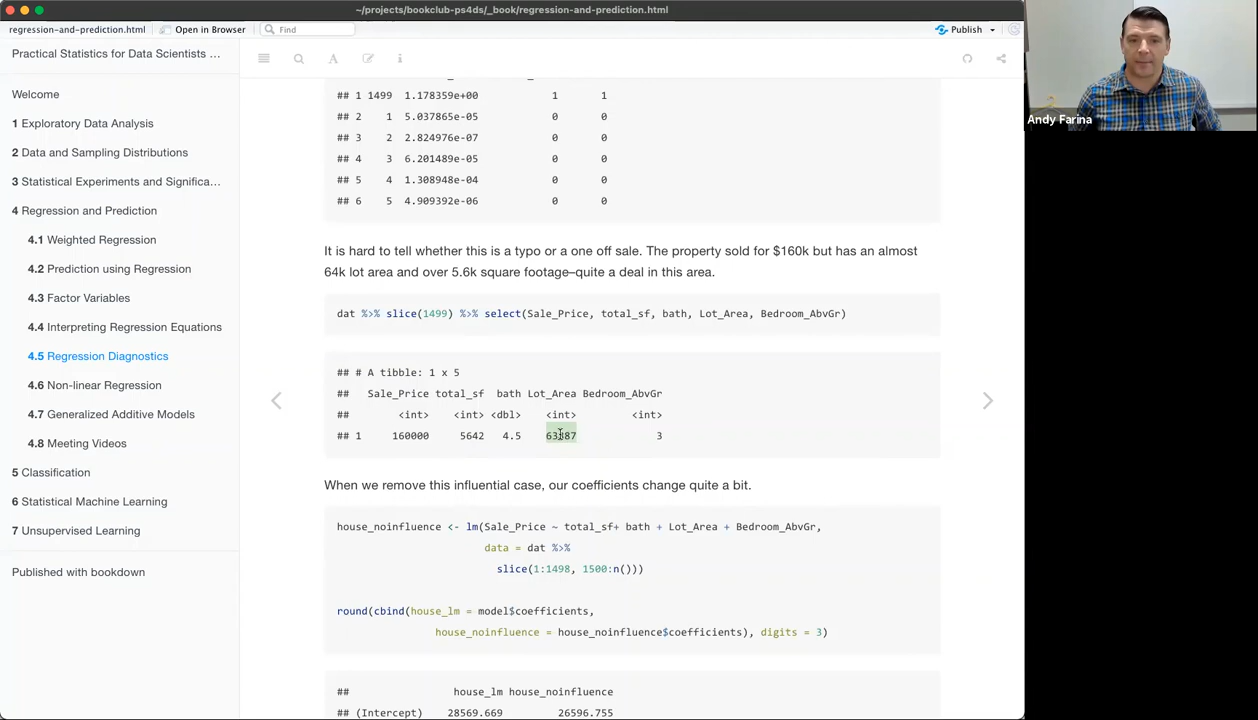 ~/projects/bookclub-ps4ds/_book/regression-and-prediction.html
regression-and-prediction.html
Open in Browser
Find
Publish
Practical Statistics for Data Scientists ...
Welcome
1 Exploratory Data Analysis
2 Data and Sampling Distributions
3 Statistical Experiments and Significa...
4 Regression and Prediction
4.1 Weighted Regression
4.2 Prediction using Regression
4.3 Factor Variables
4.4 Interpreting Regression Equations
4.5 Regression Diagnostics
4.6 Non-linear Regression
4.7 Generalized Additive Models
4.8 Meeting Videos
5 Classification
6 Statistical Machine Learning
7 Unsupervised Learning
Published with bookdown
## 1 1499 1.178359e+00 1 1
## 2 1 5.037865e-05 0 0
## 3 2 2.824976e-07 0 0
## 4 3 6.201489e-05 0 0
## 5 4 1.308948e-04 0 0
## 6 5 4.909392e-06 0 0
It is hard to tell whether this is a typo or a one off sale. The property sold for $160k but has an almost
64k lot area and over 5.6k square footage–quite a deal in this area.
dat %>% slice(1499) %>% select(Sale_Price, total_sf, bath, Lot_Area, Bedroom_AbvGr)
## # A tibble: 1 x 5
## Sale_Price total_sf bath Lot_Area Bedroom_AbvGr
## <int> <int> <dbl> <int> <int>
## 1 160000 5642 4.5 3
When we remove this influential case, our coefficients change quite a bit.
house_noinfluence <- lm(Sale_Price ~ total_sf+ bath + Lot_Area + Bedroom_AbvGr,
data = dat %>%
slice(1:1498, 1500:n()))
round(cbind(house_lm = model$coefficients,
house_noinfluence = house_noinfluence$coefficients), digits = 3)
## house_lm house_noinfluence
## (Intercept) 28569.669 26596.755
Andy Farina